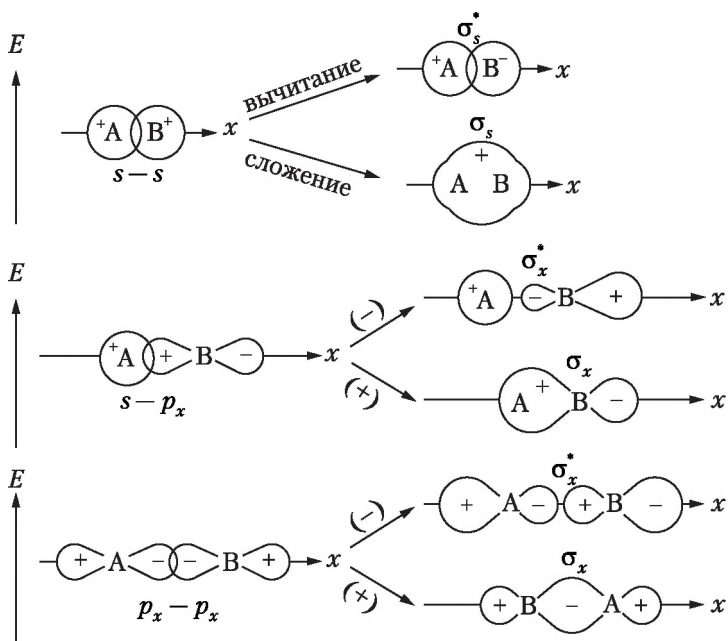 E
σ*s
⁺A B⁻ x
вычитание
⁺A B⁺ x
s – s
сложение
σs
+
A B x
E
σ*x
⁺A – B + x
(–)
⁺A + B – x
s – px
(+)
σx
A + B – x
E
σ*x
+ A – + B – x
(–)
+ A – – B + x
px – px
(+)
σx
+ B – A + x